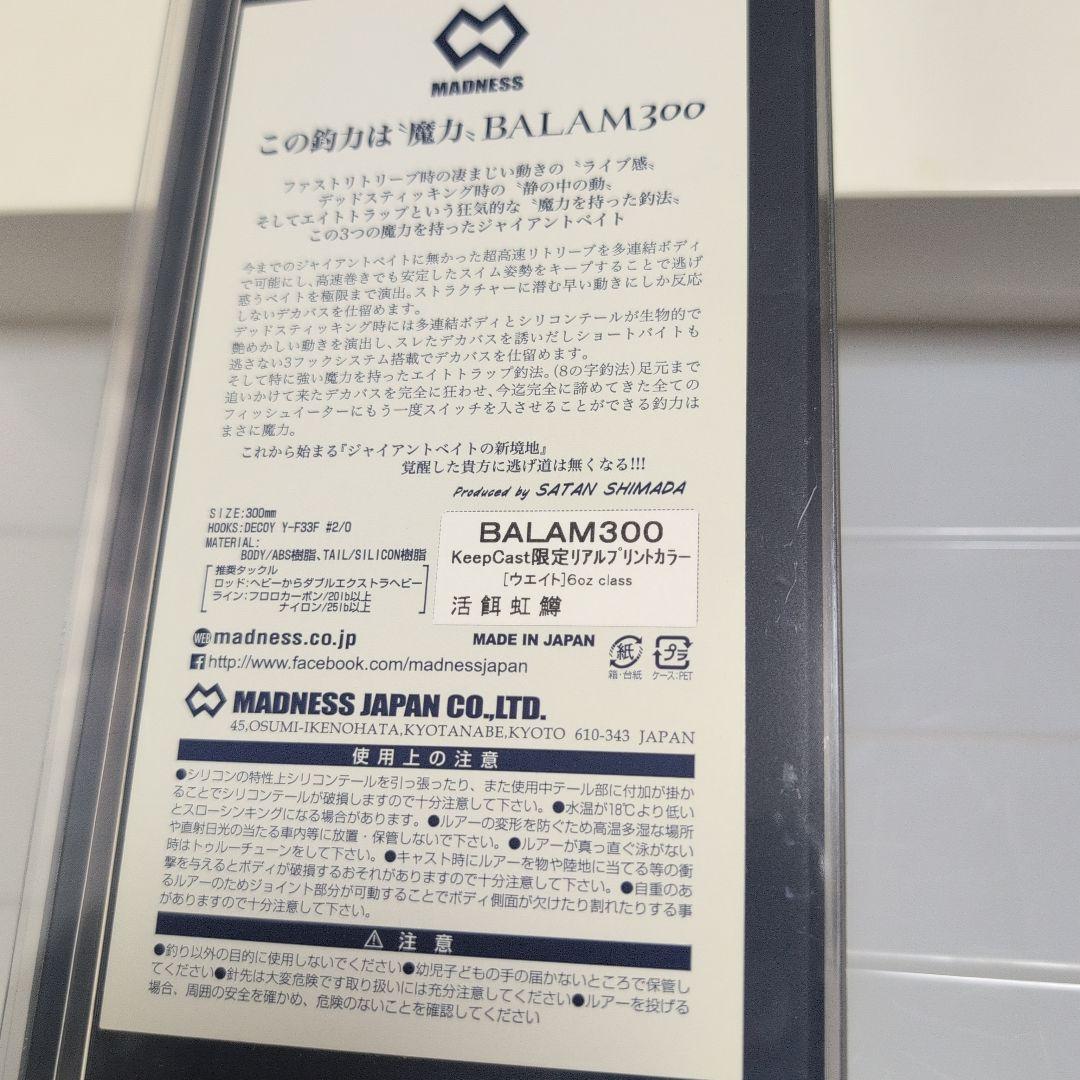 MADNESS
この釣力は〝魔力〟BALAM300
ファストリトリーブ時の凄まじい動きの〝ライブ感〟
デッドスティッキング時の〝静の中の動〟
そしてエイトトラップという狂気的な〝魔力を持った釣法〟
この3つの魔力を持ったジャイアントベイト
今までのジャイアントベイトに無かった超高速リトリーブを多連結ボディ
で可能にし、高速巻きでも安定したスイム姿勢をキープすることで逃げ
惑うベイトを極限まで演出。ストラクチャーに潜む早い動きにしか反応
しないデカバスを仕留めます。
デッドスティッキング時には多連結ボディとシリコンテールが生物的で
艶めかしい動きを演出し、スレたデカバスを誘いだしショートバイトも
逃さない3フックシステム搭載でデカバスを仕留めます。
そして特に強い魔力を持ったエイトトラップ釣法。(8の字釣法)足元まで
追いかけて来たデカバスを完全に狂わせ、今迄完全に諦めてきた全ての
フィッシュイーターにもう一度スイッチを入させることができる釣力は
まさに魔力。
これから始まる『ジャイアントベイトの新境地』
覚醒した貴方に逃げ道は無くなる!!!
Produced by SATAN SHIMADA
SIZE:300mm
HOOKS:DECOY Y-F33F #2/0
MATERIAL:
BODY/ABS樹脂、TAIL/SILICON樹脂
推奨タックル
ロッド:ヘビーからダブルエクストラヘビー
ライン:フロロカーボン/20lb以上
ナイロン/25lb以上
BALAM300
KeepCast限定リアルプリントカラー
[ウエイト]6oz class
活餌虹鱒
WEB madness.co.jp
MADE IN JAPAN
f http://www.facebook.com/madnessjapan
紙
箱・台紙
プラ
ケース:PET
MADNESS JAPAN CO.,LTD.
45,OSUMI-IKENOHATA,KYOTANABE,KYOTO 610-343 JAPAN
使用上の注意
●シリコンの特性上シリコンテールを引っ張ったり、また使用中テール部に付加が掛か
ることでシリコンテールが破損しますので十分注意して下さい。●水温が18℃より低い
とスローシンキングになる場合があります。●ルアーの変形を防ぐため高温多湿な場所
や直射日光の当たる車内等に放置・保管しないで下さい。●ルアーが真っ直ぐ泳がない
時はトゥルーチューンをして下さい。●キャスト時にルアーを物や陸地に当てる等の衝
撃を与えるとボディが破損するおそれがありますので十分注意して下さい。●自重のあ
るルアーのためジョイント部分が可動することでボディ側面が欠けたり割れたりする事
がありますので十分注意して下さい。
⚠ 注意
●釣り以外の目的に使用しないでください●幼児子どもの手の届かないところで保管し
てください●針先は大変危険です取り扱いには充分注意してください●ルアーを投げる
場合、周囲の安全を確かめ、危険のないことを確認してください